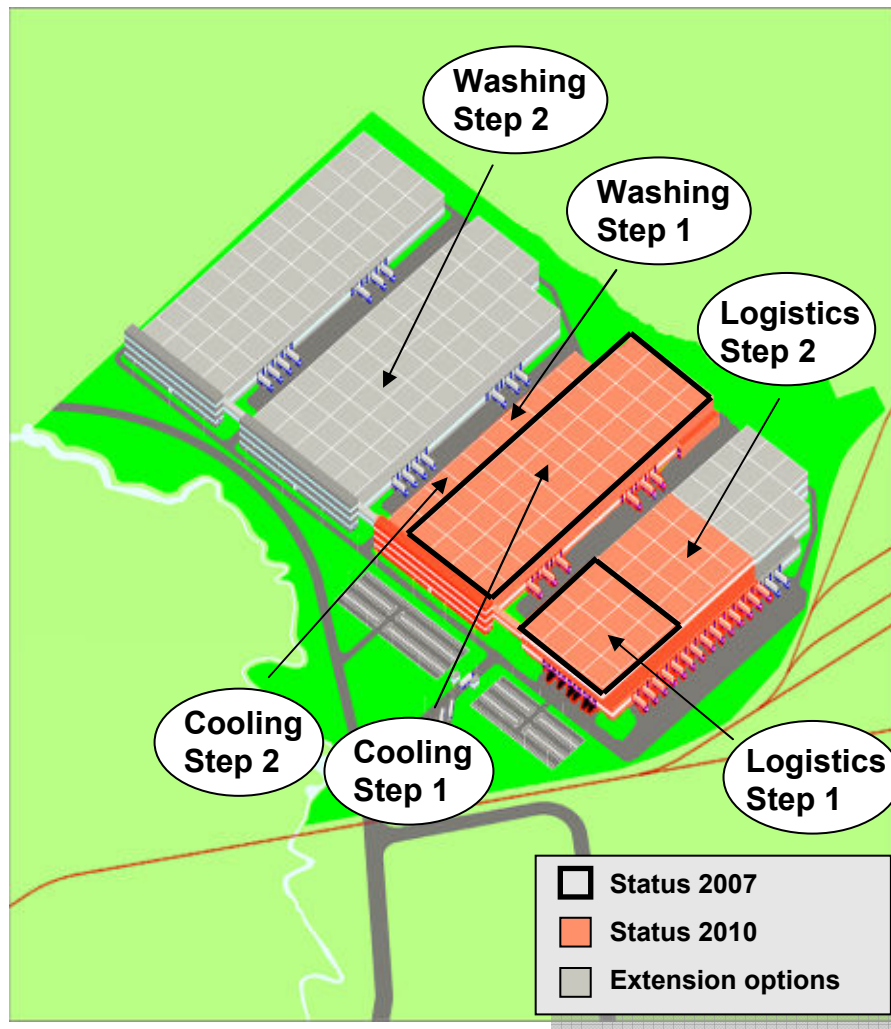 Washing
Step 2
Washing
Step 1
Logistics
Step 2
Cooling
Step 2
Cooling
Step 1
Logistics
Step 1
Status 2007
Status 2010
Extension options